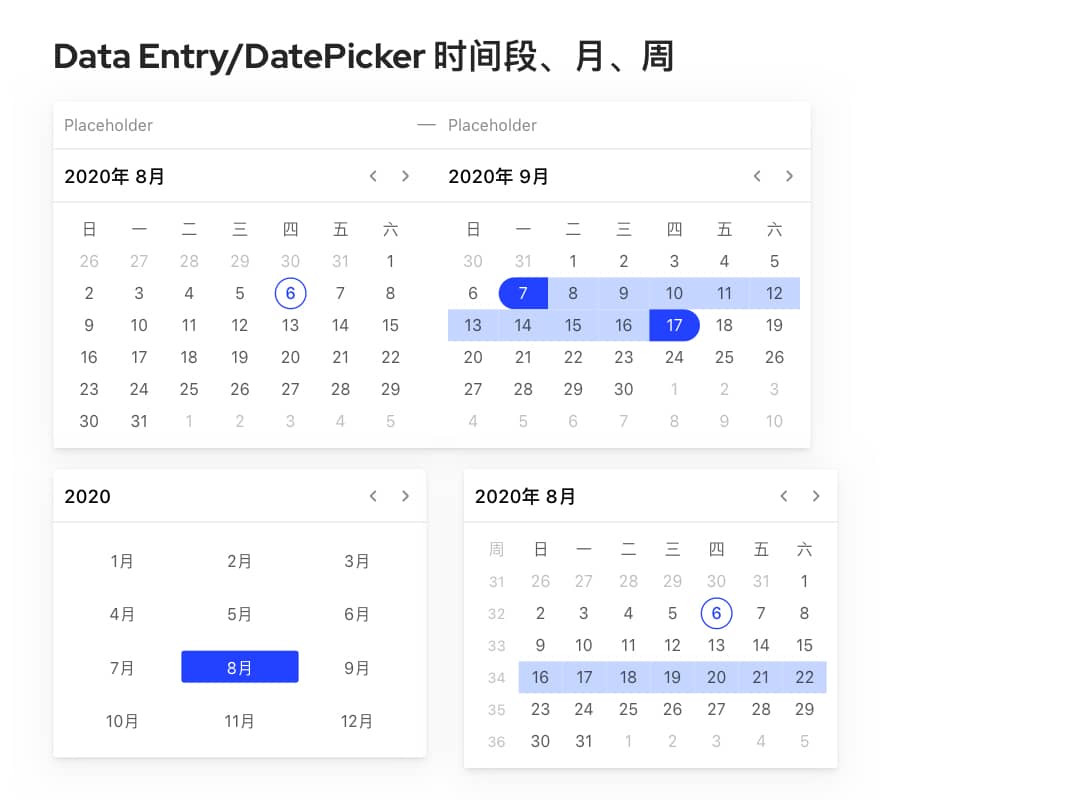 Data Entry/DatePicker 时间段、月、周
Placeholder — Placeholder
2020年 8月
日 一 二 三 四 五 六
26 27 28 29 30 31 1
2 3 4 5 6 7 8
9 10 11 12 13 14 15
16 17 18 19 20 21 22
23 24 25 26 27 28 29
30 31 1 2 3 4 5
2020年 9月
日 一 二 三 四 五 六
30 31 1 2 3 4 5
6 7 8 9 10 11 12
13 14 15 16 17 18 19
20 21 22 23 24 25 26
27 28 29 30 1 2 3
4 5 6 7 8 9 10
2020
1月 2月 3月
4月 5月 6月
7月 8月 9月
10月 11月 12月
2020年 8月
周 日 一 二 三 四 五 六
31 26 27 28 29 30 31 1
32 2 3 4 5 6 7 8
33 9 10 11 12 13 14 15
34 16 17 18 19 20 21 22
35 23 24 25 26 27 28 29
36 30 31 1 2 3 4 5